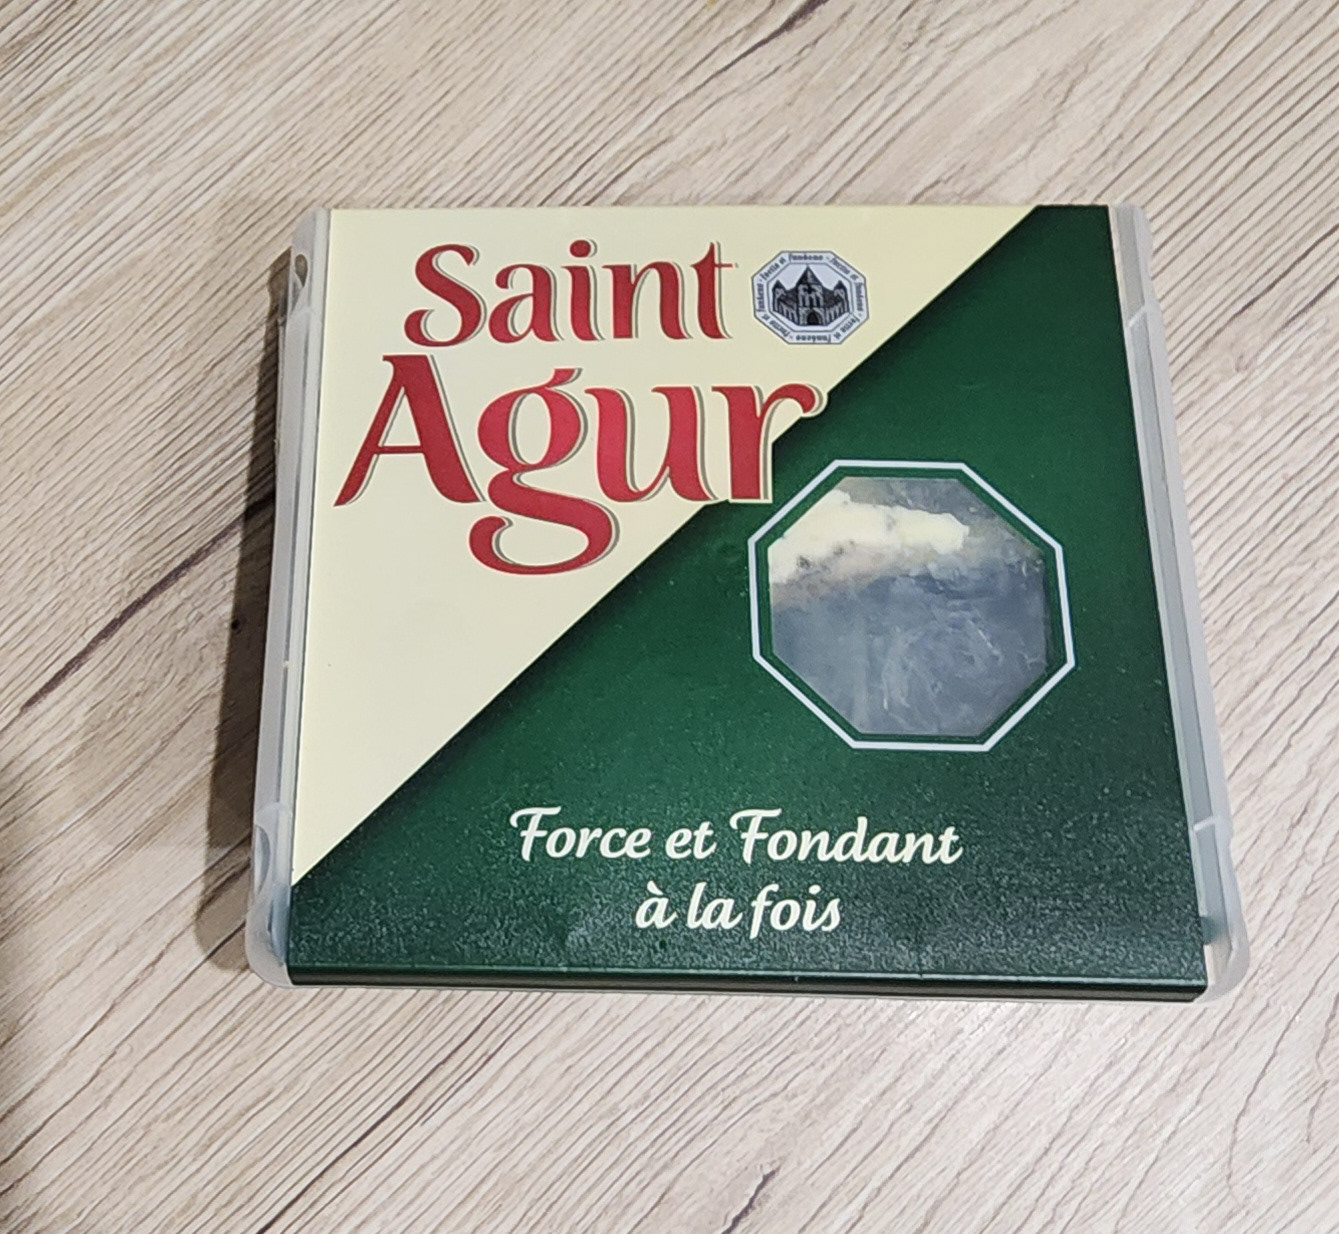 Saint
Agur
Force et Fondant
à la fois